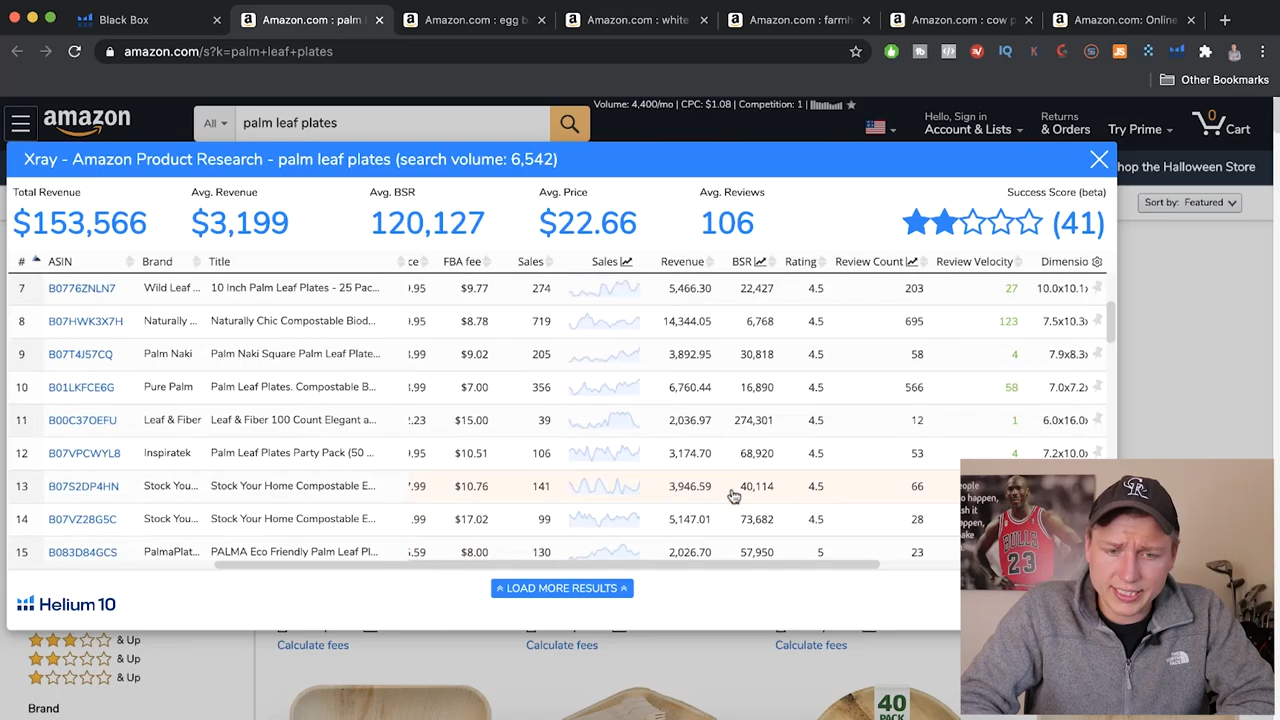 Black Box
Amazon.com : palm l
Amazon.com : egg b
Amazon.com : white
Amazon.com : farmh
Amazon.com : cow p
Amazon.com: Online
amazon.com/s?k=palm+leaf+plates
Other Bookmarks
amazon
All
palm leaf plates
Volume: 4,400/mo | CPC: $1.08 | Competition: 1
Hello, Sign in
Account & Lists
Returns
& Orders
Try Prime
0
Cart
Xray - Amazon Product Research - palm leaf plates (search volume: 6,542)
hop the Halloween Store
Sort by: Featured
Total Revenue Avg. Revenue Avg. BSR Avg. Price Avg. Reviews Success Score (beta)
$153,566 $3,199 120,127 $22.66 106 (41)
# ASIN Brand Title ce FBA fee Sales Sales Revenue BSR Rating Review Count Review Velocity Dimensio
7 B0776ZNLN7 Wild Leaf ... 10 Inch Palm Leaf Plates - 25 Pac... .95 $9.77 274 5,466.30 22,427 4.5 203 27 10.0x10.1
8 B07HWK3X7H Naturally ... Naturally Chic Compostable Biod... .95 $8.78 719 14,344.05 6,768 4.5 695 123 7.5x10.3
9 B07T4J57CQ Palm Naki Palm Naki Square Palm Leaf Plate... .99 $9.02 205 3,892.95 30,818 4.5 58 4 7.9x8.3
10 B01LKFCE6G Pure Palm Palm Leaf Plates. Compostable B... .99 $7.00 356 6,760.44 16,890 4.5 566 58 7.0x7.2
11 B00C37OEFU Leaf & Fiber Leaf & Fiber 100 Count Elegant a... .23 $15.00 39 2,036.97 274,301 4.5 12 1 6.0x16.0
12 B07VPCWYL8 Inspiratek Palm Leaf Plates Party Pack (50 ... .95 $10.51 106 3,174.70 68,920 4.5 53 4 7.2x10.0
13 B07S2DP4HN Stock You... Stock Your Home Compostable E... .99 $10.76 141 3,946.59 40,114 4.5 66
14 B07VZ28G5C Stock You... Stock Your Home Compostable E... .99 $17.02 99 5,147.01 73,682 4.5 28
15 B083D84GCS PalmaPlat... PALMA Eco Friendly Palm Leaf Pl... .59 $8.00 130 2,026.70 57,950 5 23
LOAD MORE RESULTS
Helium 10
& Up
& Up
& Up
Calculate fees
Calculate fees
Calculate fees
Brand
40
PACK
BULLS
23
THE
NORTH
FACE